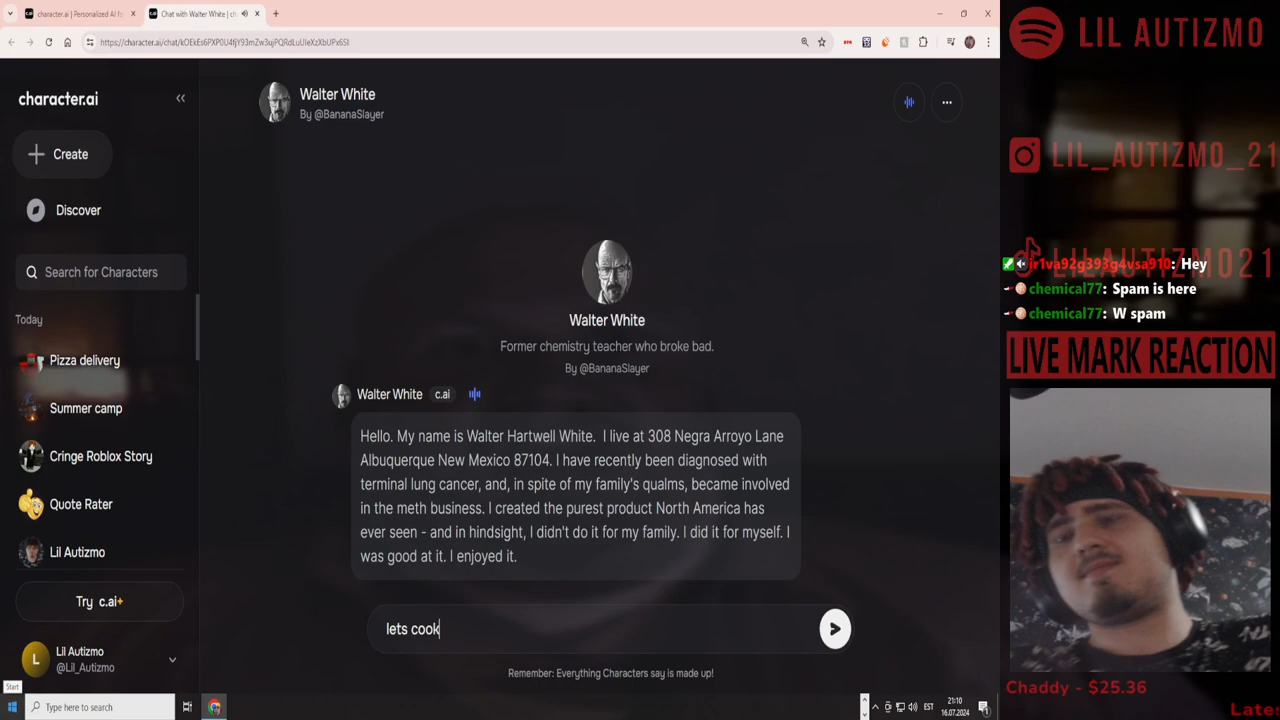 character.ai | Personalized AI fo
Chat with Walter White | c
https://character.ai/chat/
character.ai
Create
Discover
Search for Characters
Today
Pizza delivery
Summer camp
Cringe Roblox Story
Quote Rater
Lil Autizmo
Try c.ai+
L
Lil Autizmo
@Lil_Autizmo
Start
Type here to search
Walter White
By @BananaSlayer
Walter White
Former chemistry teacher who broke bad.
By @BananaSlayer
Walter White c.ai
Hello. My name is Walter Hartwell White. I live at 308 Negra Arroyo Lane
Albuquerque New Mexico 87104. I have recently been diagnosed with
terminal lung cancer, and, in spite of my family's qualms, became involved
in the meth business. I created the purest product North America has
ever seen - and in hindsight, I didn't do it for my family. I did it for myself. I
was good at it. I enjoyed it.
lets cook
Remember: Everything Characters say is made up!
EST
21:10
16.07.2024
LIL AUTIZMO
LIL_AUTIZMO_21
LILAUTIZMO21
ir1va92g393g4vsa910: Hey
chemical77: Spam is here
chemical77: W spam
LIVE MARK REACTION
Chaddy - $25.36
Lates